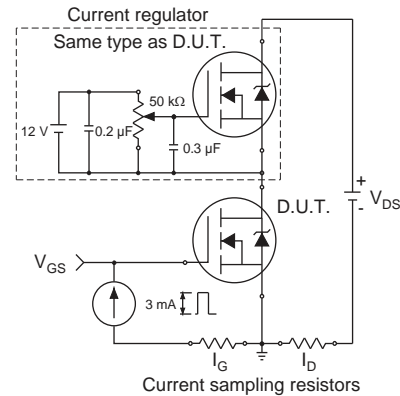 Current regulator
Same type as D.U.T.
50 kΩ
12 V
0.2 µF
0.3 µF
+
V_DS
-
D.U.T.
V_GS
3 mA
I_G
I_D
Current sampling resistors